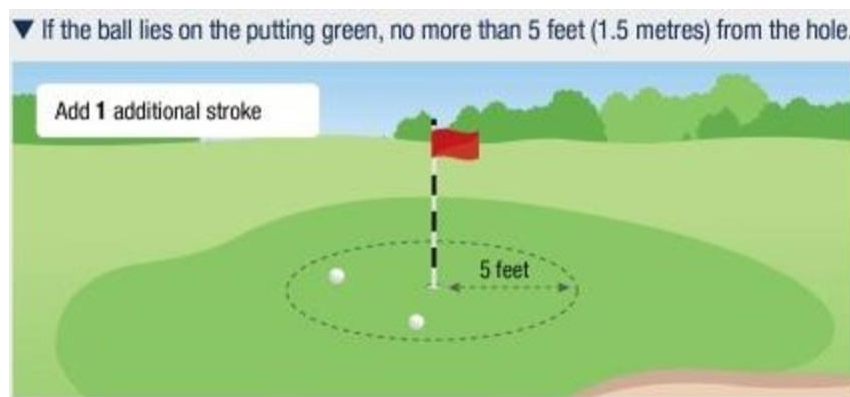 ▼ If the ball lies on the putting green, no more than 5 feet (1.5 metres) from the hole.
Add 1 additional stroke
5 feet